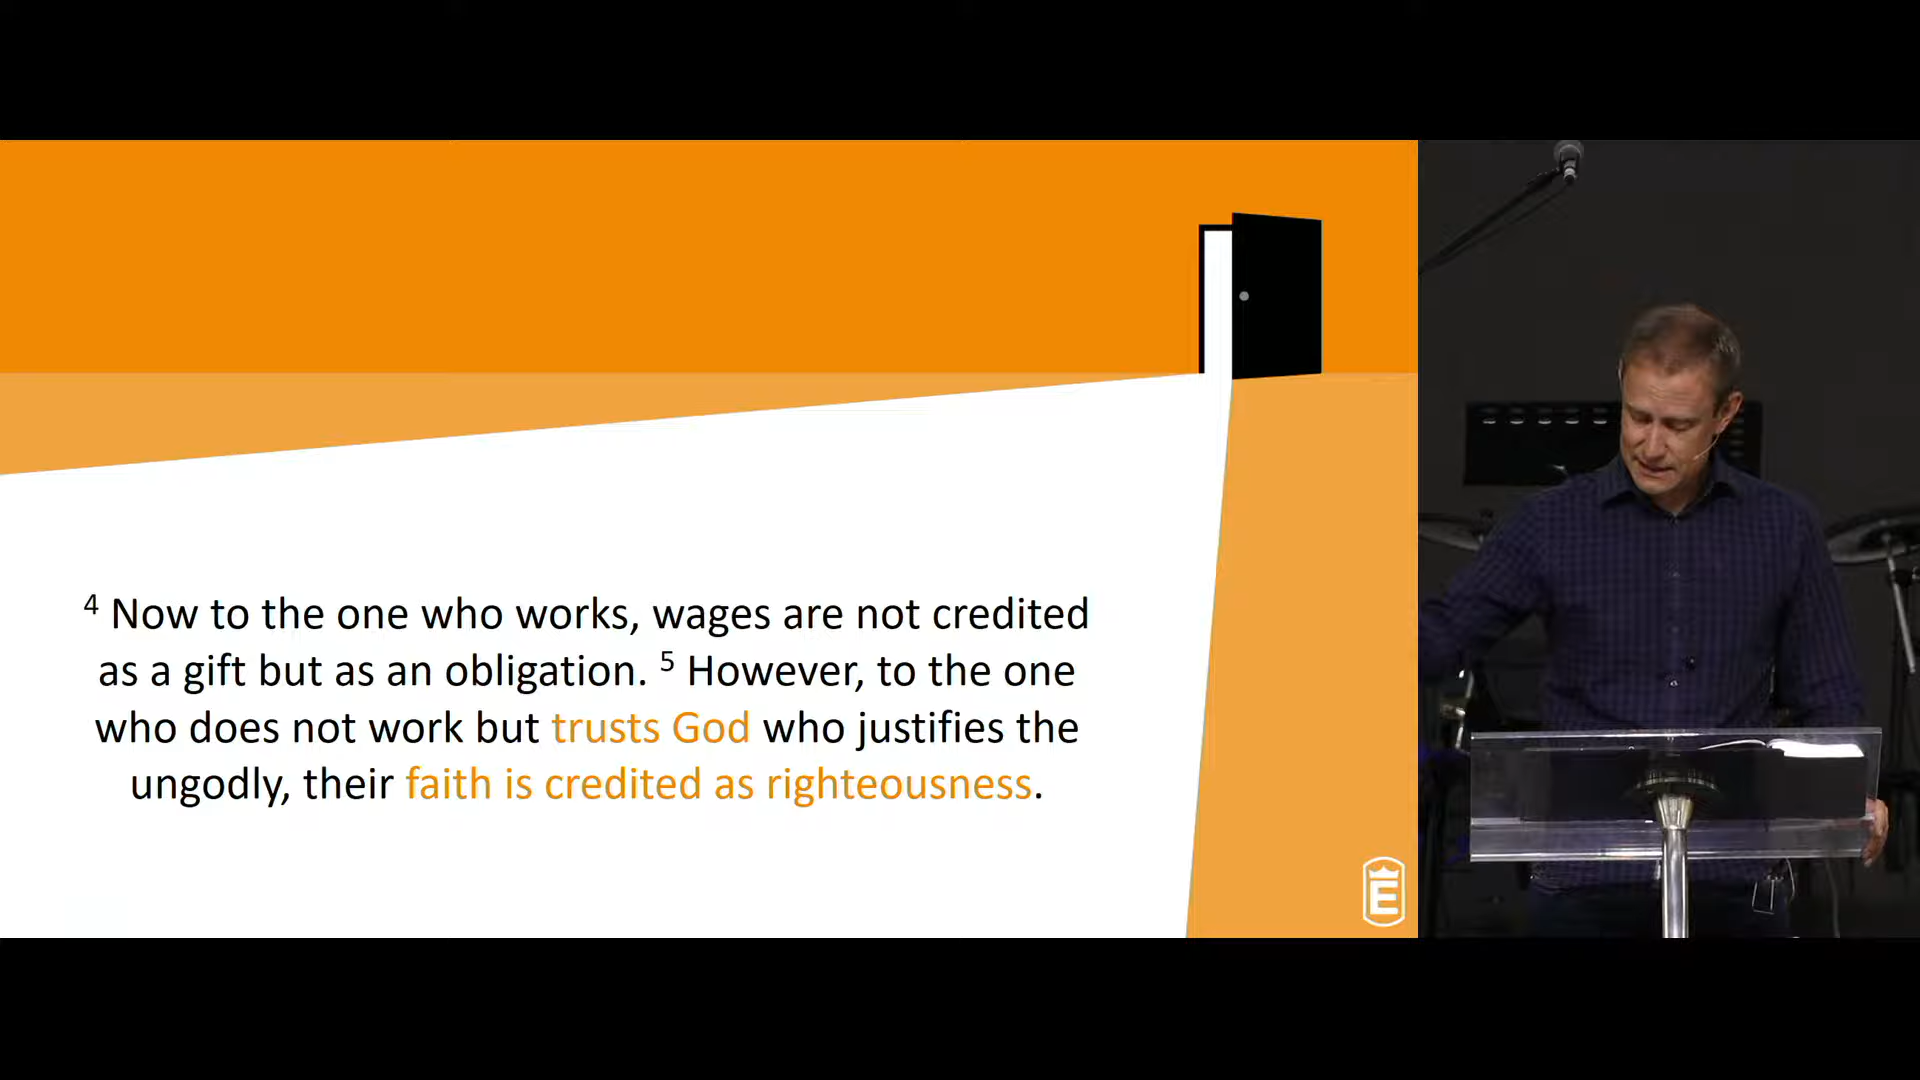 4 Now to the one who works, wages are not credited
as a gift but as an obligation. 5 However, to the one
who does not work but trusts God who justifies the
ungodly, their faith is credited as righteousness.
E